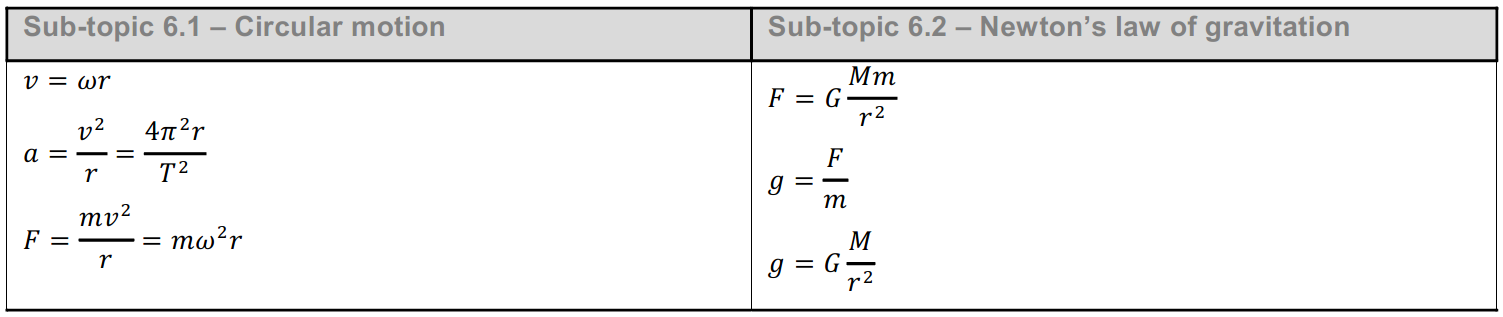 Sub-topic 6.1 – Circular motion
v = ωr
a = v²/r = 4π²r/T²
F = mv²/r = mω²r
Sub-topic 6.2 – Newton’s law of gravitation
F = G Mm/r²
g = F/m
g = G M/r²